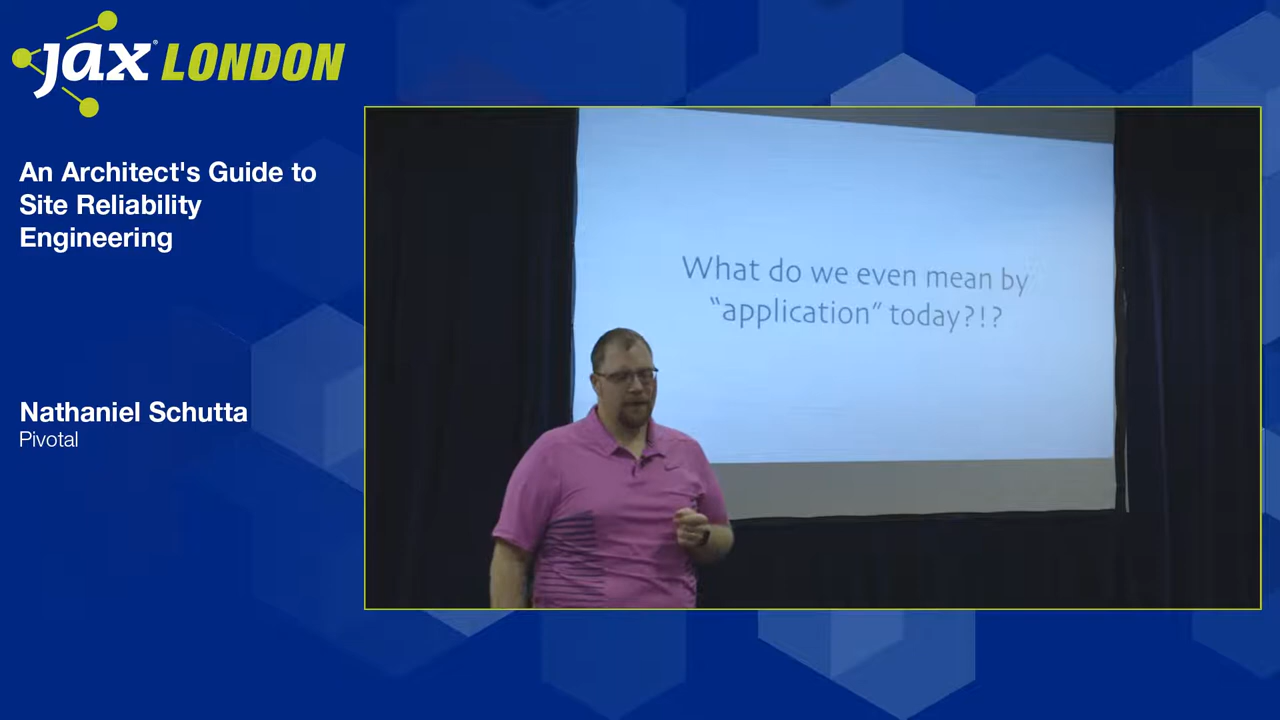 jax LONDON
An Architect's Guide to
Site Reliability
Engineering
Nathaniel Schutta
Pivotal
What do we even mean by
“application” today?!?